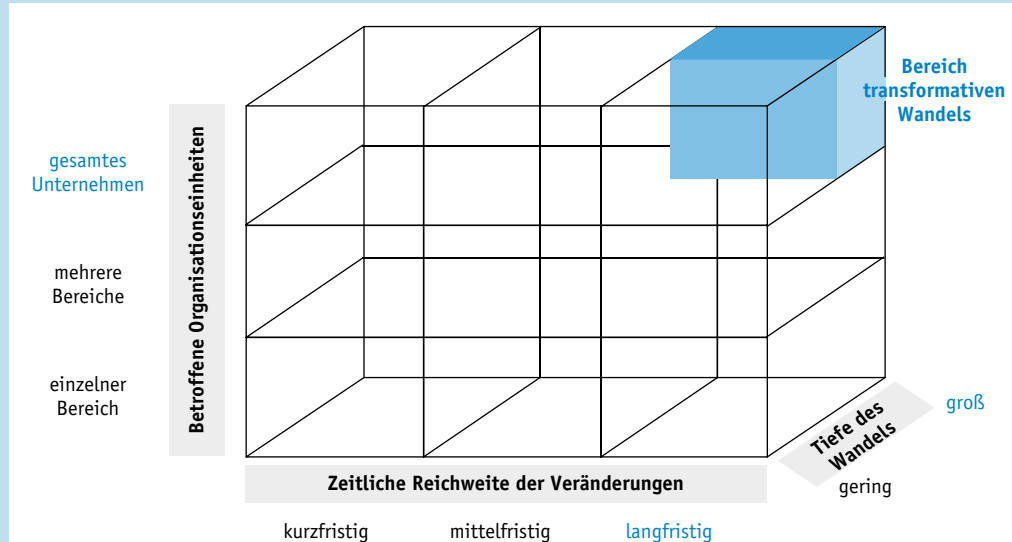 Bereich
transformativen
Wandels
gesamtes
Unternehmen
mehrere
Bereiche
einzelner
Bereich
Betroffene Organisationseinheiten
groß
Tiefe des
Wandels
gering
Zeitliche Reichweite der Veränderungen
kurzfristig
mittelfristig
langfristig